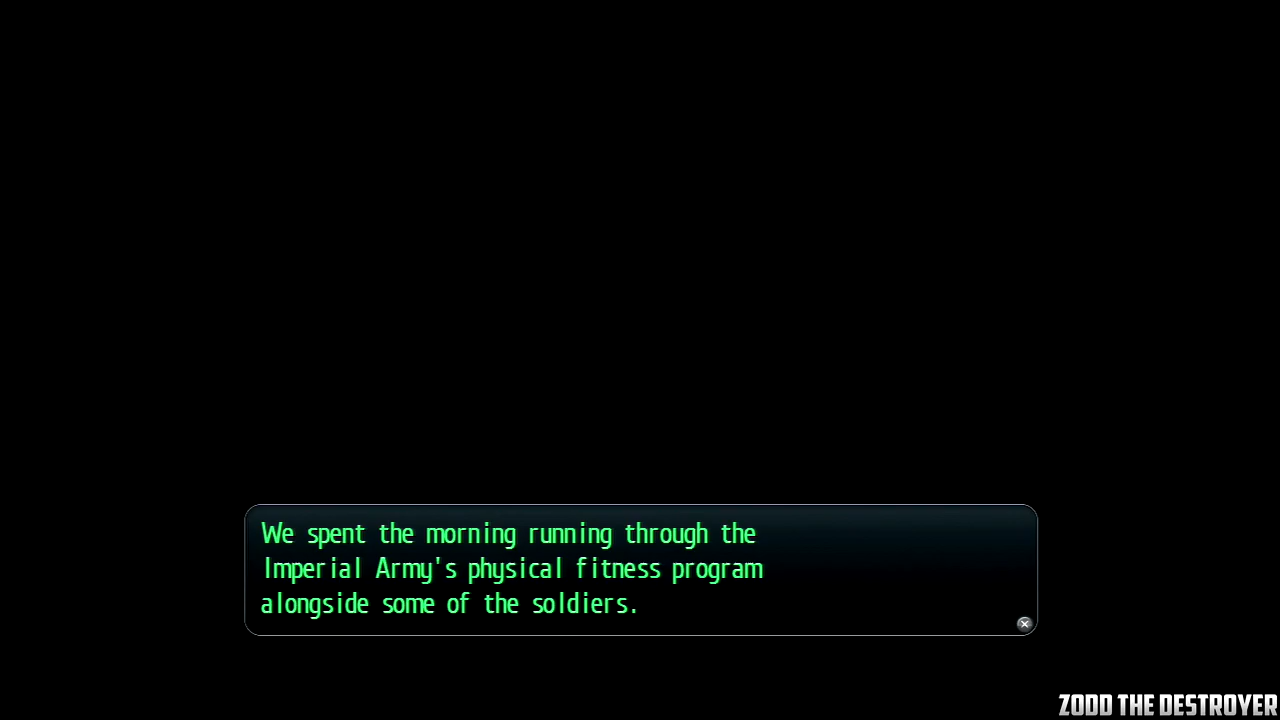 We spent the morning running through the
Imperial Army's physical fitness program
alongside some of the soldiers.
ZODD THE DESTROYER